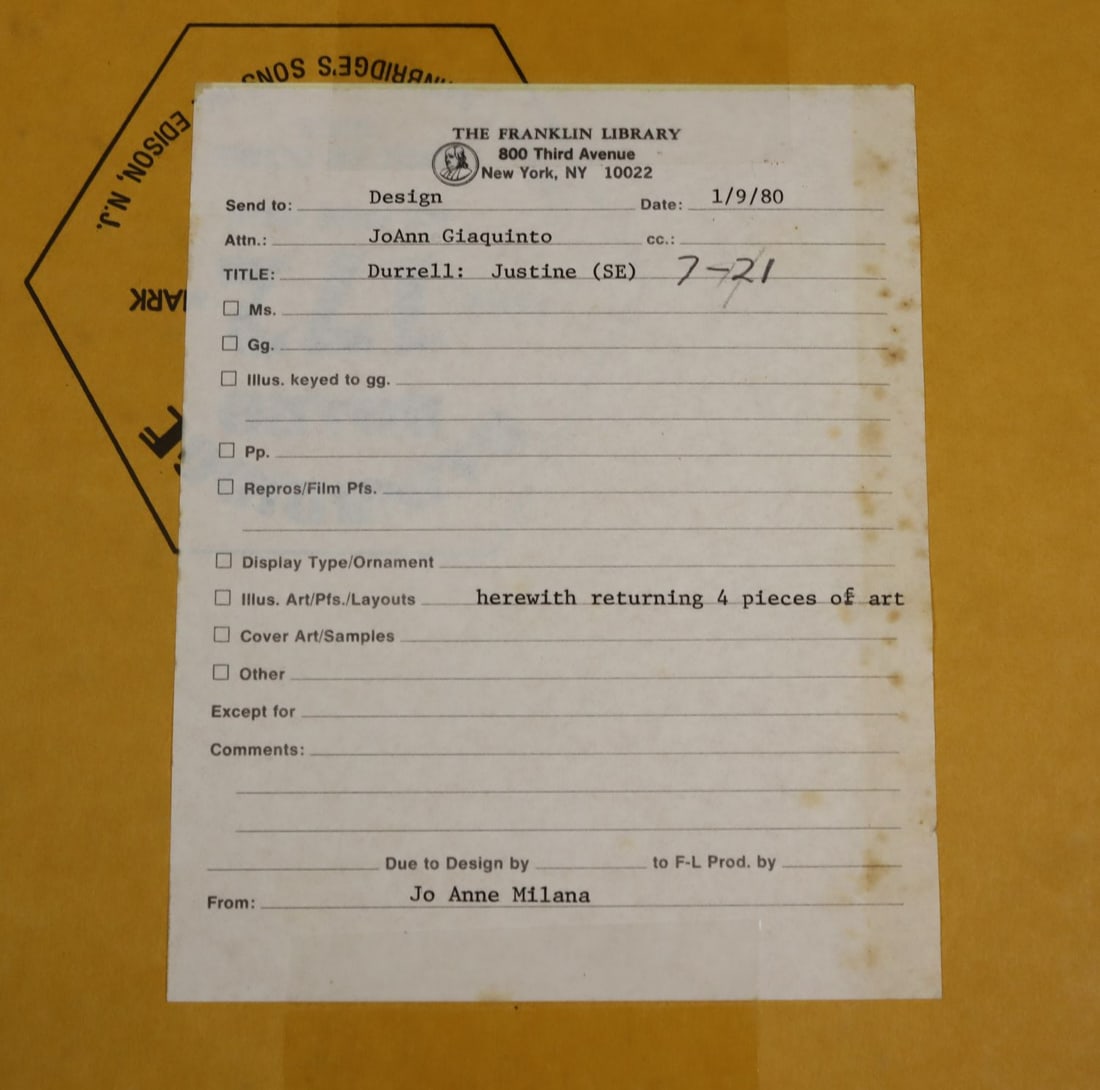 NBRIDGE'S SONS
EDISON, N.J.
MARK
THE FRANKLIN LIBRARY
800 Third Avenue
New York, NY 10022
Send to: Design Date: 1/9/80
Attn.: JoAnn Giaquinto cc.:
TITLE: Durrell: Justine (SE) 7-21
Ms.
Gg.
Illus. keyed to gg.
Pp.
Repros/Film Pfs.
Display Type/Ornament
Illus. Art/Pfs./Layouts herewith returning 4 pieces of art
Cover Art/Samples
Other
Except for
Comments:
Due to Design by to F-L Prod. by
From: Jo Anne Milana